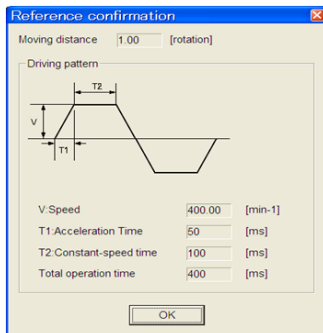 Reference confirmation
Moving distance 1.00 [rotation]
Driving pattern
T2
V
T1
V:Speed 400.00 [min-1]
T1:Acceleration Time 50 [ms]
T2:Constant-speed time 100 [ms]
Total operation time 400 [ms]
OK